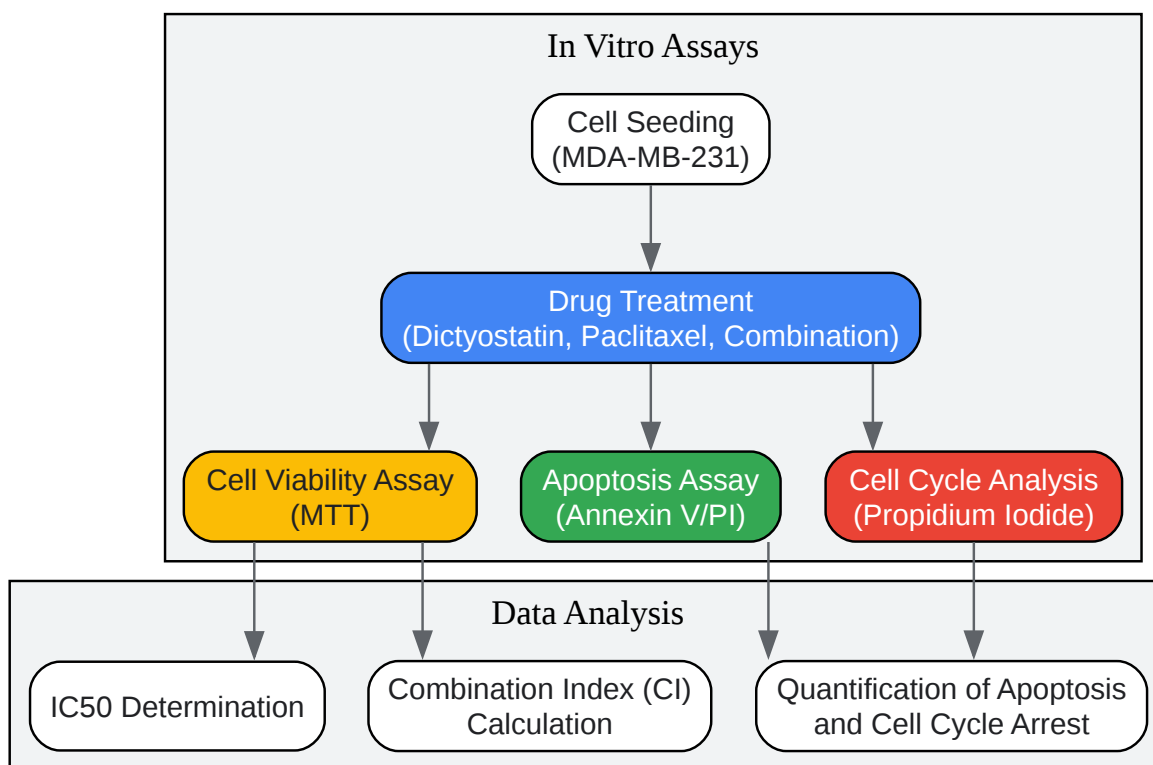 In Vitro Assays
Cell Seeding
(MDA-MB-231)
Drug Treatment
(Dictyostatin, Paclitaxel, Combination)
Cell Viability Assay
(MTT)
Apoptosis Assay
(Annexin V/PI)
Cell Cycle Analysis
(Propidium Iodide)
Data Analysis
IC50 Determination
Combination Index (CI)
Calculation
Quantification of Apoptosis
and Cell Cycle Arrest